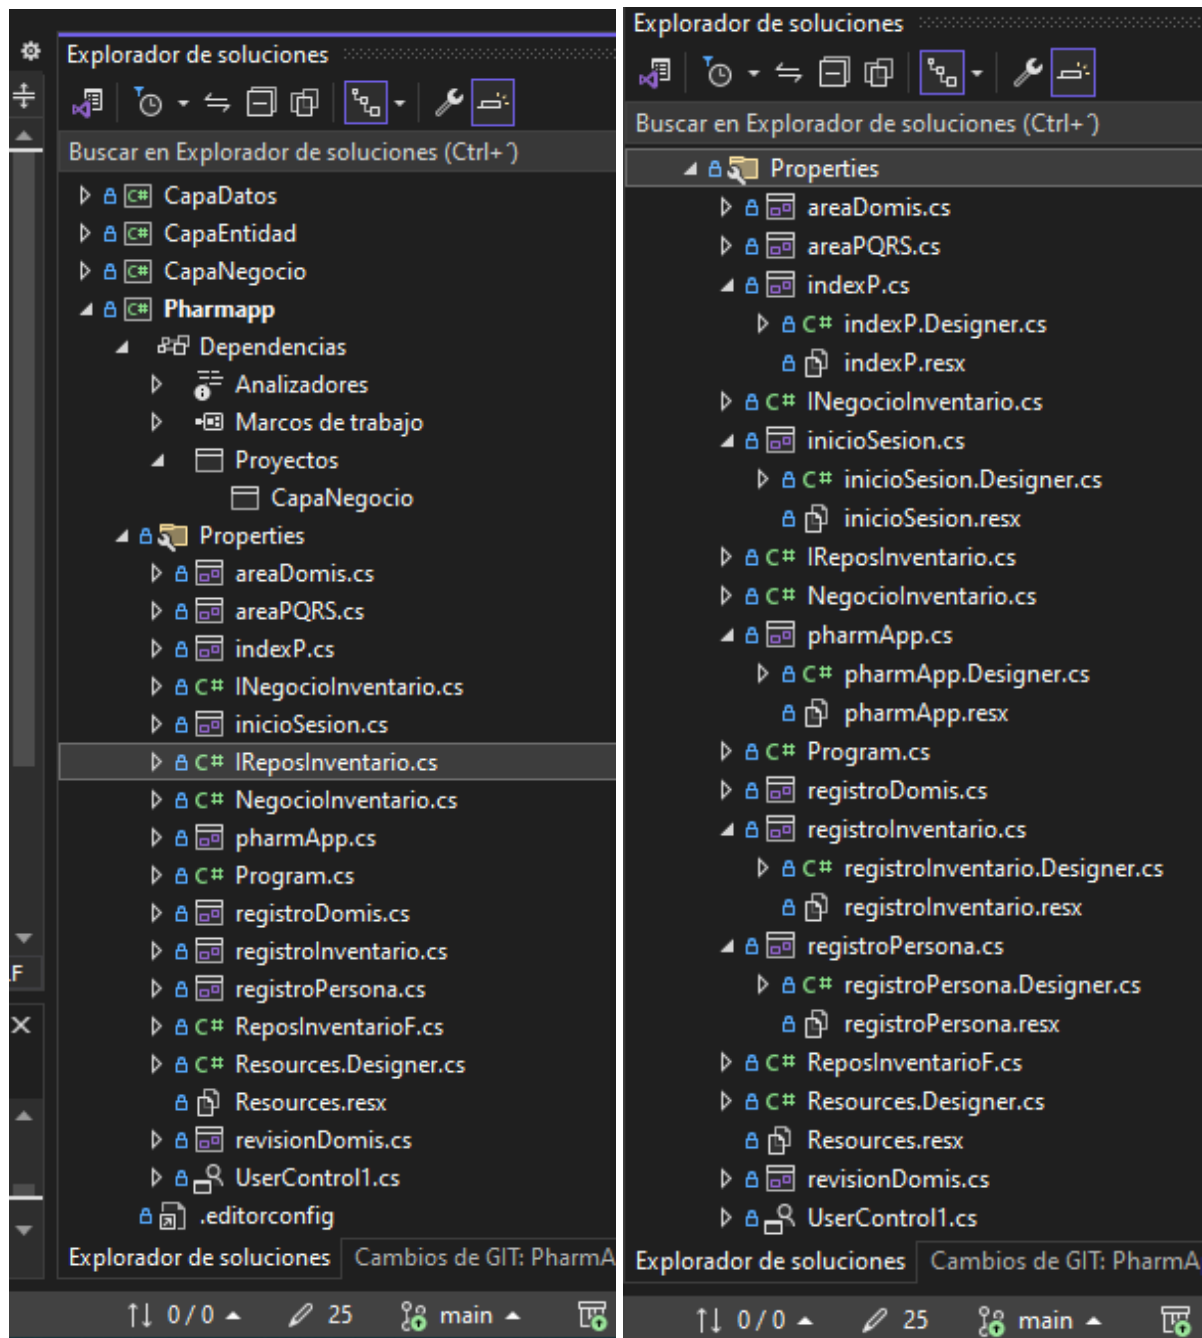 Explorador de soluciones
Buscar en Explorador de soluciones (Ctrl+´)
CapaDatos
CapaEntidad
CapaNegocio
Pharmapp
Dependencias
Analizadores
Marcos de trabajo
Proyectos
CapaNegocio
Properties
areaDomis.cs
areaPQRS.cs
indexP.cs
C# INegocioInventario.cs
inicioSesion.cs
C# IReposInventario.cs
C# NegocioInventario.cs
pharmApp.cs
C# Program.cs
registroDomis.cs
registroInventario.cs
registroPersona.cs
C# ReposInventarioF.cs
C# Resources.Designer.cs
Resources.resx
revisionDomis.cs
UserControl1.cs
.editorconfig
Explorador de soluciones Cambios de GIT: PharmA
0 / 0 25 main
Explorador de soluciones
Buscar en Explorador de soluciones (Ctrl+´)
Properties
areaDomis.cs
areaPQRS.cs
indexP.cs
C# indexP.Designer.cs
indexP.resx
C# INegocioInventario.cs
inicioSesion.cs
C# inicioSesion.Designer.cs
inicioSesion.resx
C# IReposInventario.cs
C# NegocioInventario.cs
pharmApp.cs
C# pharmApp.Designer.cs
pharmApp.resx
C# Program.cs
registroDomis.cs
registroInventario.cs
C# registroInventario.Designer.cs
registroInventario.resx
registroPersona.cs
C# registroPersona.Designer.cs
registroPersona.resx
C# ReposInventarioF.cs
C# Resources.Designer.cs
Resources.resx
revisionDomis.cs
UserControl1.cs
Explorador de soluciones Cambios de GIT: PharmA
0 / 0 25 main